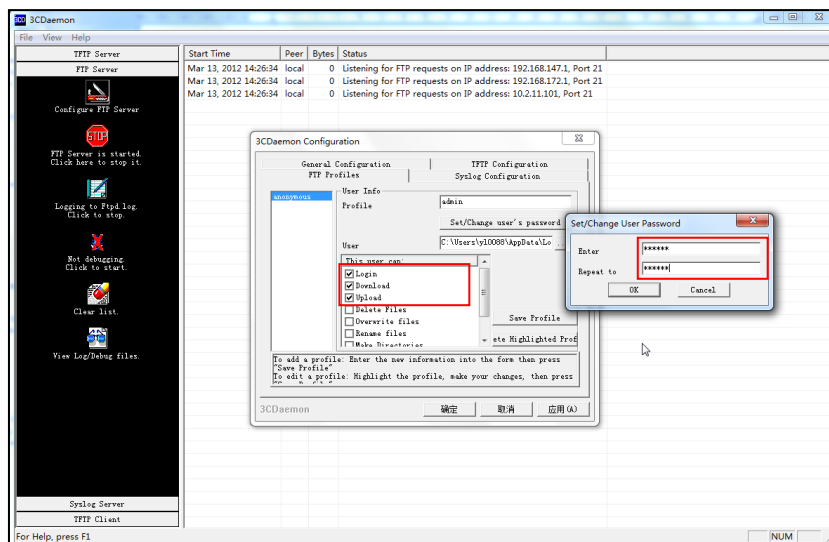 3CDaemon
File View Help
TFTP Server
FTP Server
Configure FTP Server
STOP
FTP Server is started.
Click here to stop it.
Logging to Ftpd.log.
Click to stop.
Not debugging.
Click to start.
Clear list.
View Log/Debug files.
Syslog Server
TFTP Client
Start Time Peer Bytes Status
Mar 13, 2012 14:26:34 local 0 Listening for FTP requests on IP address: 192.168.147.1, Port 21
Mar 13, 2012 14:26:34 local 0 Listening for FTP requests on IP address: 192.168.172.1, Port 21
Mar 13, 2012 14:26:34 local 0 Listening for FTP requests on IP address: 10.2.11.101, Port 21
3CDaemon Configuration
General Configuration TFTP Configuration
FTP Profiles Syslog Configuration
anonymous
User Info
Profile admin
Set/Change user's password
User C:\Users\yl0088\AppData\Lo ..
This user can:
Login
Download
Upload
Delete Files
Overwrite files
Rename files
Make Directories
Save Profile
ete Highlighted Prof
To add a profile: Enter the new information into the form then press
"Save Profile"
To edit a profile: Highlight the profile, make your changes, then press
3CDaemon
确定 取消 应用(A)
Set/Change User Password
Enter ******
Repeat to ******
OK Cancel
For Help, press F1
NUM